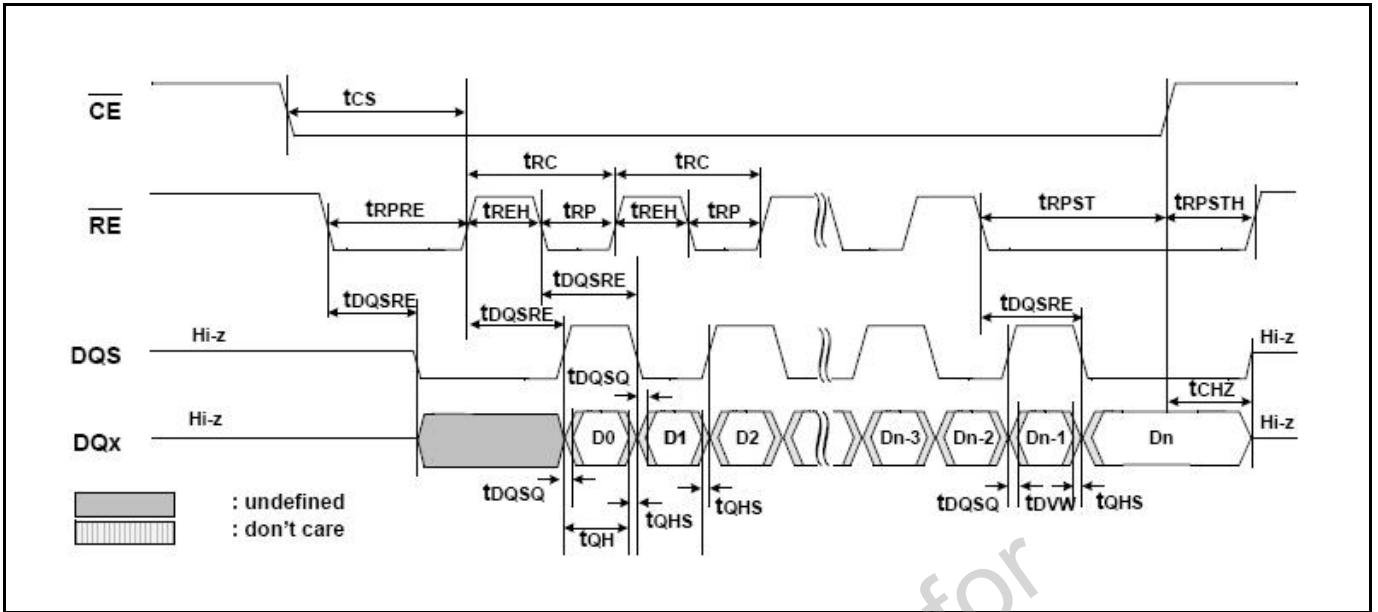 CE
tCS
tRC tRC
RE
tRPRE tREH tRP tREH tRP tRPST tRPSTH
tDQSRE tDQSRE tDQSRE tDQSRE
DQS
Hi-z Hi-z
tDQSQ
tCHZ
DQx
Hi-z D0 D1 D2 Dn-3 Dn-2 Dn-1 Dn Hi-z
tDQSQ tQHS tQHS tDQSQ tDVW tQHS
tQH
: undefined
: don't care
for